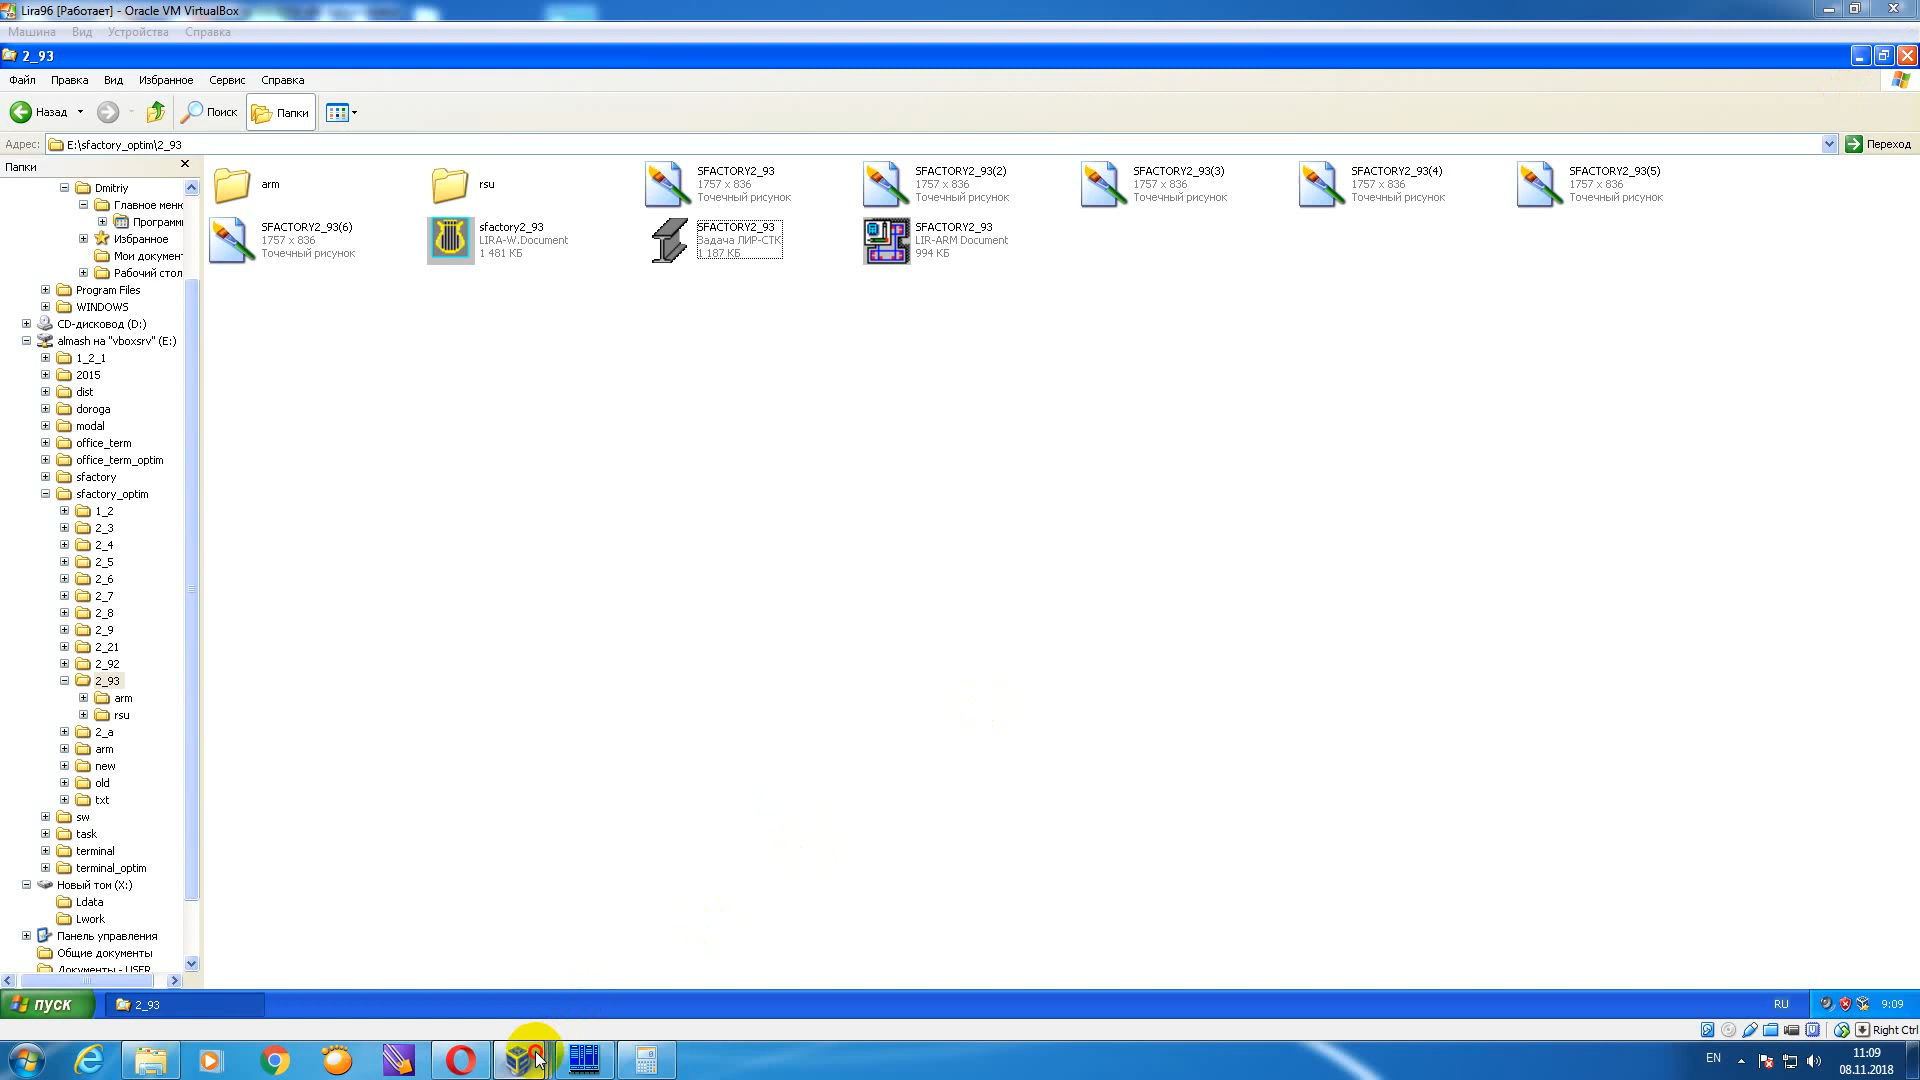 Lira96 [Работает] - Oracle VM VirtualBox
Машина Вид Устройства Справка
2_93
Файл Правка Вид Избранное Сервис Справка
Назад Поиск Папки
Адрес: E:\sfactory_optim\2_93 Переход
Папки
Dmitriy
Главное меню
Программ
Избранное
Мои документ
Рабочий стол
Program Files
WINDOWS
CD-дисковод (D:)
almash на "vboxsrv" (E:)
1_2_1
2015
dist
doroga
modal
office_term
office_term_optim
sfactory
sfactory_optim
1_2
2_3
2_4
2_5
2_6
2_7
2_8
2_9
2_21
2_92
2_93
arm
rsu
2_a
arm
new
old
txt
sw
task
terminal
terminal_optim
Новый том (X:)
Ldata
Lwork
Панель управления
Общие документы
Документы - USER
arm
rsu
SFACTORY2_93
1757 x 836
Точечный рисунок
SFACTORY2_93(2)
1757 x 836
Точечный рисунок
SFACTORY2_93(3)
1757 x 836
Точечный рисунок
SFACTORY2_93(4)
1757 x 836
Точечный рисунок
SFACTORY2_93(5)
1757 x 836
Точечный рисунок
SFACTORY2_93(6)
1757 x 836
Точечный рисунок
sfactory2_93
LIRA-W.Document
1 481 КБ
SFACTORY2_93
Задача ЛИР-СТК
1 187 КБ
SFACTORY2_93
LIR-ARM Document
994 КБ
пуск 2_93 RU 9:09
Right Ctrl
EN 11:09
08.11.2018